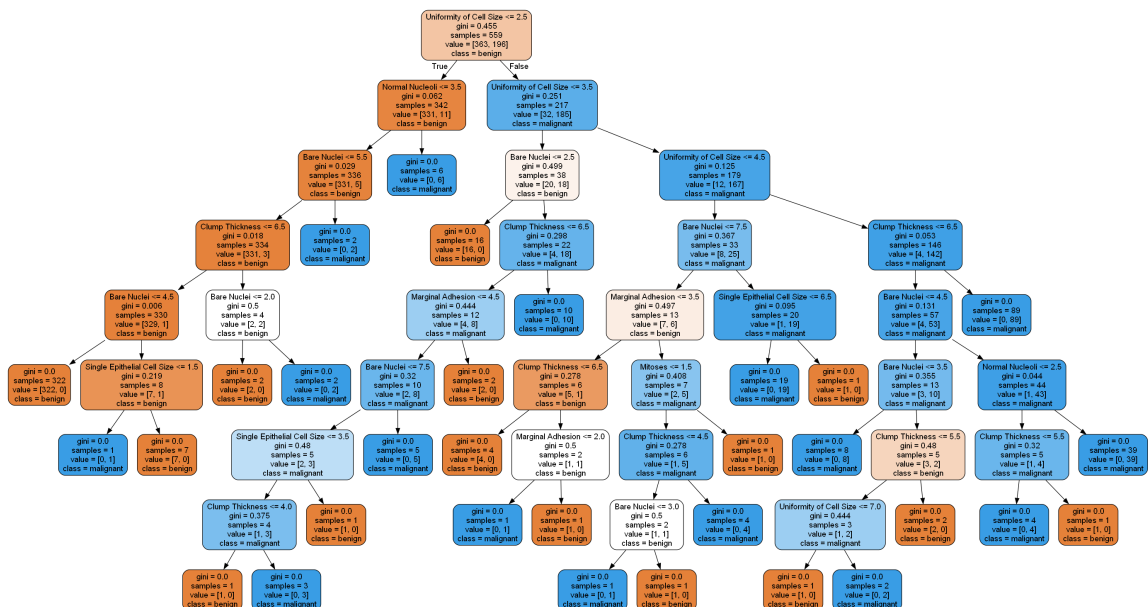 Uniformity of Cell Size <= 2.5
gini = 0.455
samples = 559
value = [363, 196]
class = benign
True
False
Normal Nucleoli <= 3.5
gini = 0.062
samples = 342
value = [331, 11]
class = benign
Uniformity of Cell Size <= 3.5
gini = 0.251
samples = 217
value = [32, 185]
class = malignant
Bare Nuclei <= 5.5
gini = 0.029
samples = 336
value = [331, 5]
class = benign
gini = 0.0
samples = 6
value = [0, 6]
class = malignant
Bare Nuclei <= 2.5
gini = 0.499
samples = 38
value = [20, 18]
class = benign
Uniformity of Cell Size <= 4.5
gini = 0.125
samples = 179
value = [12, 167]
class = malignant
Clump Thickness <= 6.5
gini = 0.018
samples = 334
value = [331, 3]
class = benign
gini = 0.0
samples = 2
value = [0, 2]
class = malignant
gini = 0.0
samples = 16
value = [16, 0]
class = benign
Clump Thickness <= 6.5
gini = 0.298
samples = 22
value = [4, 18]
class = malignant
Bare Nuclei <= 7.5
gini = 0.367
samples = 33
value = [8, 25]
class = malignant
Clump Thickness <= 6.5
gini = 0.053
samples = 146
value = [4, 142]
class = malignant
Bare Nuclei <= 4.5
gini = 0.006
samples = 330
value = [329, 1]
class = benign
Bare Nuclei <= 2.0
gini = 0.5
samples = 4
value = [2, 2]
class = benign
Marginal Adhesion <= 4.5
gini = 0.444
samples = 12
value = [4, 8]
class = malignant
gini = 0.0
samples = 10
value = [0, 10]
class = malignant
Marginal Adhesion <= 3.5
gini = 0.497
samples = 13
value = [7, 6]
class = benign
Single Epithelial Cell Size <= 6.5
gini = 0.095
samples = 20
value = [1, 19]
class = malignant
Bare Nuclei <= 4.5
gini = 0.131
samples = 57
value = [4, 53]
class = malignant
gini = 0.0
samples = 89
value = [0, 89]
class = malignant
gini = 0.0
samples = 322
value = [322, 0]
class = benign
Single Epithelial Cell Size <= 1.5
gini = 0.219
samples = 8
value = [7, 1]
class = benign
gini = 0.0
samples = 2
value = [2, 0]
class = benign
gini = 0.0
samples = 2
value = [0, 2]
class = malignant
Bare Nuclei <= 7.5
gini = 0.32
samples = 10
value = [2, 8]
class = malignant
gini = 0.0
samples = 2
value = [2, 0]
class = benign
Clump Thickness <= 6.5
gini = 0.278
samples = 6
value = [5, 1]
class = benign
Mitoses <= 1.5
gini = 0.408
samples = 7
value = [2, 5]
class = malignant
gini = 0.0
samples = 19
value = [0, 19]
class = malignant
gini = 0.0
samples = 1
value = [1, 0]
class = benign
Bare Nuclei <= 3.5
gini = 0.355
samples = 13
value = [3, 10]
class = malignant
Normal Nucleoli <= 2.5
gini = 0.044
samples = 44
value = [1, 43]
class = malignant
gini = 0.0
samples = 1
value = [0, 1]
class = malignant
gini = 0.0
samples = 7
value = [7, 0]
class = benign
Single Epithelial Cell Size <= 3.5
gini = 0.48
samples = 5
value = [2, 3]
class = malignant
gini = 0.0
samples = 5
value = [0, 5]
class = malignant
gini = 0.0
samples = 4
value = [4, 0]
class = benign
Marginal Adhesion <= 2.0
gini = 0.5
samples = 2
value = [1, 1]
class = benign
Clump Thickness <= 4.5
gini = 0.278
samples = 6
value = [1, 5]
class = malignant
gini = 0.0
samples = 1
value = [1, 0]
class = benign
gini = 0.0
samples = 8
value = [0, 8]
class = malignant
Clump Thickness <= 5.5
gini = 0.48
samples = 5
value = [3, 2]
class = benign
Clump Thickness <= 5.5
gini = 0.32
samples = 5
value = [1, 4]
class = malignant
gini = 0.0
samples = 39
value = [0, 39]
class = malignant
Clump Thickness <= 4.0
gini = 0.375
samples = 4
value = [1, 3]
class = malignant
gini = 0.0
samples = 1
value = [1, 0]
class = benign
gini = 0.0
samples = 1
value = [0, 1]
class = malignant
gini = 0.0
samples = 1
value = [1, 0]
class = benign
Bare Nuclei <= 3.0
gini = 0.5
samples = 2
value = [1, 1]
class = benign
gini = 0.0
samples = 4
value = [0, 4]
class = malignant
Uniformity of Cell Size <= 7.0
gini = 0.444
samples = 3
value = [1, 2]
class = malignant
gini = 0.0
samples = 2
value = [2, 0]
class = benign
gini = 0.0
samples = 4
value = [0, 4]
class = malignant
gini = 0.0
samples = 1
value = [1, 0]
class = benign
gini = 0.0
samples = 1
value = [1, 0]
class = benign
gini = 0.0
samples = 3
value = [0, 3]
class = malignant
gini = 0.0
samples = 1
value = [0, 1]
class = malignant
gini = 0.0
samples = 1
value = [1, 0]
class = benign
gini = 0.0
samples = 1
value = [1, 0]
class = benign
gini = 0.0
samples = 2
value = [0, 2]
class = malignant